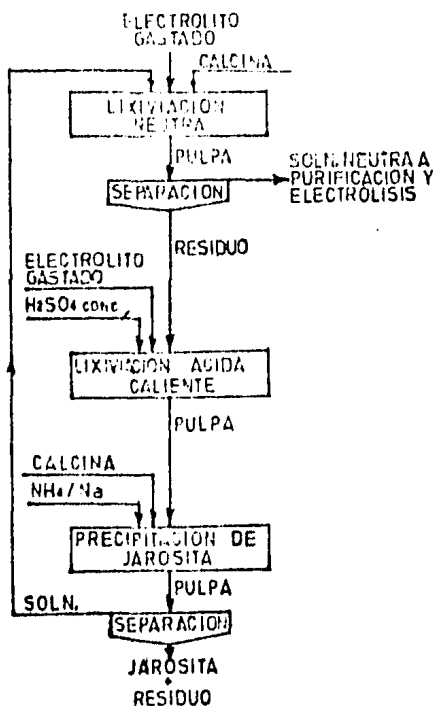 ELECTROLITO
GASTADO
CALCINA
LIXIVIACION
NEUTRA
PULPA
SEPARACION
SOLN. NEUTRA A
PURIFICACION Y
ELECTROLISIS
RESIDUO
ELECTROLITO
GASTADO
H2SO4 conc,
LIXIVIACION ACIDA
CALIENTE
PULPA
CALCINA
NH4/Na
PRECIPITACION DE
JAROSITA
PULPA
SOLN.
SEPARACION
JAROSITA
+
RESIDUO